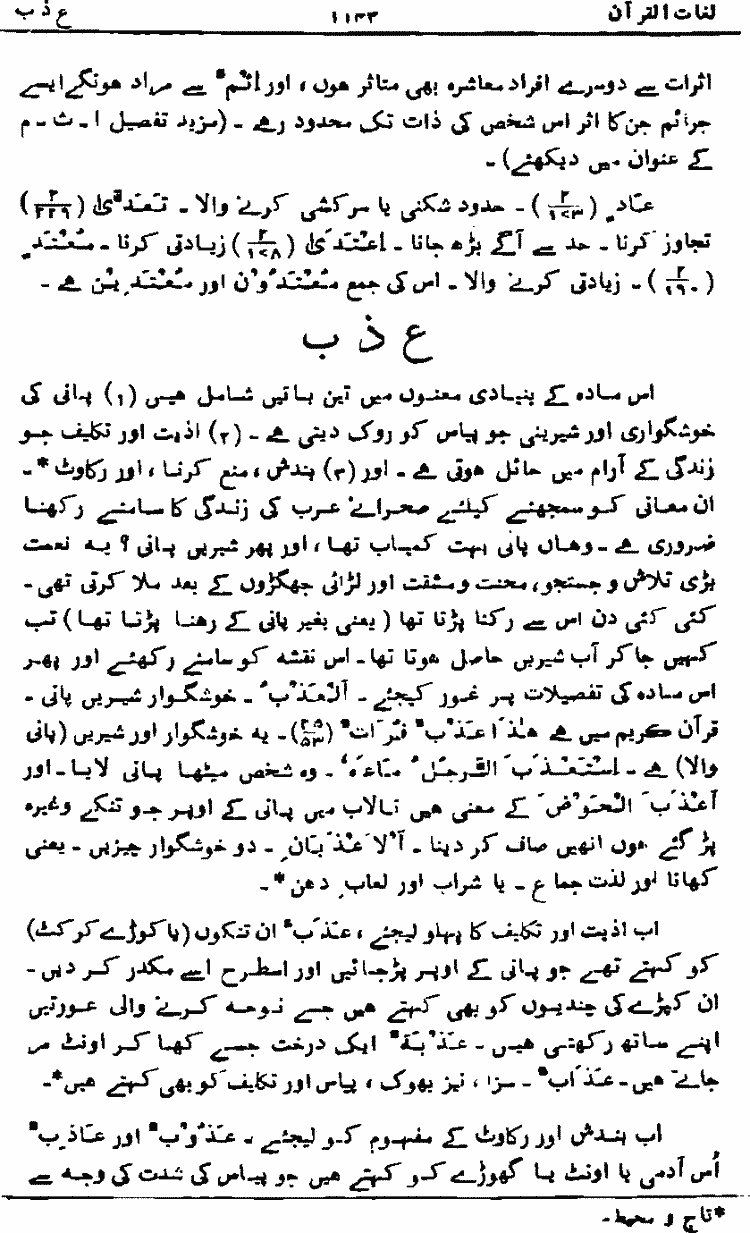 لغات القرآن ۱۱۴۳ ع ذ ب
اثرات سے دوسرے افراد معاشرہ بھی متاثر ہوں ، اور اِثْمٌ سے مراد ہونگے ایسے
جرائم جن کا اثر اس شخص کی ذات تک محدود رہے ۔ (مزید تفصیل ا ۔ ث ۔ م
کے عنوان میں دیکھئے) ۔
عَادٍ (۲/۱۷۳) ۔ حدود شکنی یا سرکشی کرنے والا ۔ تَعَدّٰی (۲/۲۲۹)
تجاوز کرنا ۔ حد سے آگے بڑھ جانا ۔ اِعْتَدَیٰ (۲/۱۷۸) زیادتی کرنا ۔ مُعْتَدٍ
(۲/۱۹۰) ۔ زیادتی کرنے والا ۔ اس کی جمع مُعْتَدُوْنَ اور مُعْتَدِیْنَ ہے ۔
ع ذ ب
اس مادہ کے بنیادی معنوں میں تین باتیں شامل ہیں (۱) پانی کی
خوشگواری اور شیرینی جو پیاس کو روک دیتی ہے ۔ (۲) اذیت اور تکلیف جو
زندگی کے آرام میں حائل ہوتی ہے ۔ اور (۳) بندش ، منع کرنا ، اور رکاوٹ* ۔
ان معانی کو سمجھنے کیلئے صحرائے عرب کی زندگی کا سامنے رکھنا
ضروری ہے ۔ وہاں پانی بہت کمیاب تھا ، اور پھر شیریں پانی ؟ یہ نعمت
بڑی تلاش و جستجو ، محنت و مشقت اور لڑائی جھگڑوں کے بعد ملا کرتی تھی ۔
کئی کئی دن اس سے رکنا پڑتا تھا ( یعنی بغیر پانی کے رہنا پڑتا تھا ) تب
کہیں جا کر آب شیریں حاصل ہوتا تھا ۔ اس نقشہ کو سامنے رکھئے اور پھر
اس مادہ کی تفصیلات پر غور کیجئے ۔ اَلْعَذْبُ ۔ خوشگوار شیریں پانی ۔
قرآن کریم میں ہے ھٰذَا عَذْبٌ فُرَاتٌ (۲۵/۵۳) ۔ یہ خوشگوار اور شیریں (پانی
والا) ہے ۔ اِسْتَعْذَبَ الرَّجُلُ مَاءَہُ ، وہ شخص میٹھا پانی لایا ۔ اور
اَعْذَبَ الْحَوْضَ کے معنی ہیں تالاب میں پانی کے اوپر جو تنکے وغیرہ
پڑ گئے ہوں انھیں صاف کر دینا ۔ اَلْاَعْذَبَانِ ۔ دو خوشگوار چیزیں ۔ یعنی
کھانا اور لذت جماع ۔ یا شراب اور لعابِ دہن* ۔
اب اذیت اور تکلیف کا پہلو لیجئے ، عَذَبٌ ان تنکوں (یا کوڑے کرکٹ)
کو کہتے تھے جو پانی کے اوپر پڑ جائیں اور اسطرح اسے مکدر کر دیں ۔
ان کپڑے کی چندیوں کو بھی کہتے ہیں جسے نوحہ کرنے والی عورتیں
اپنے ساتھ رکھتی ہیں ۔ عَذْبَۃٌ ایک درخت جسے کھا کر اونٹ مر
جاتے ہیں ۔ عَذَابٌ ۔ سزا ، نیز بھوک ، پیاس اور تکلیف کو بھی کہتے ہیں* ۔
اب بندش اور رکاوٹ کے مفہوم کو لیجئے ۔ عَذُوْبٌ اور عَاذِبٌ
اُس آدمی یا اونٹ یا گھوڑے کو کہتے ہیں جو پیاس کی شدت کی وجہ سے
*تاج و محیط ۔